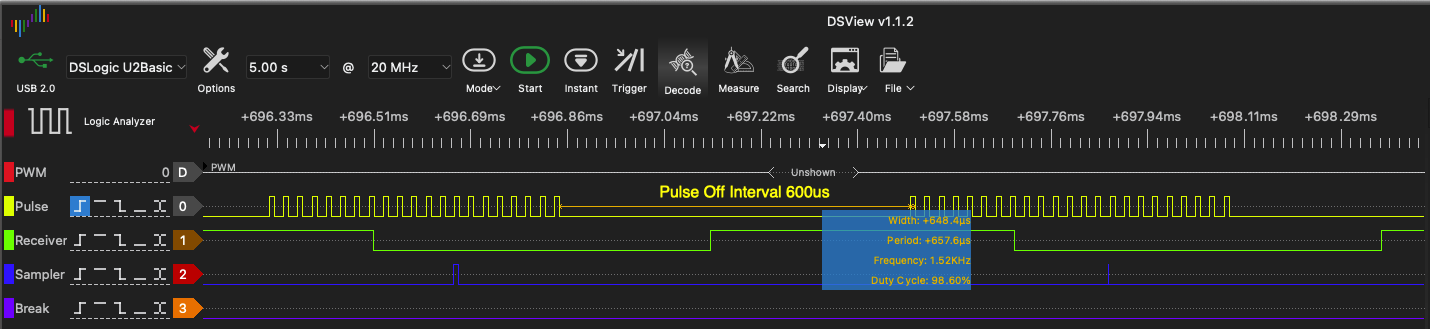 DSView v1.1.2
USB 2.0
DSLogic U2Basic
Options
5.00 s
@
20 MHz
Mode
Start
Instant
Trigger
Decode
Measure
Search
Display
File
Logic Analyzer
+696.33ms +696.51ms +696.69ms +696.86ms +697.04ms +697.22ms +697.40ms +697.58ms +697.76ms +697.94ms +698.11ms +698.29ms
PWM 0 D PWM Unshown
Pulse Off Interval 600us
Pulse 0
Width: +648.4µs
Receiver 1
Period: +657.6µs
Frequency: 1.52KHz
Sampler 2
Duty Cycle: 98.60%
Break 3